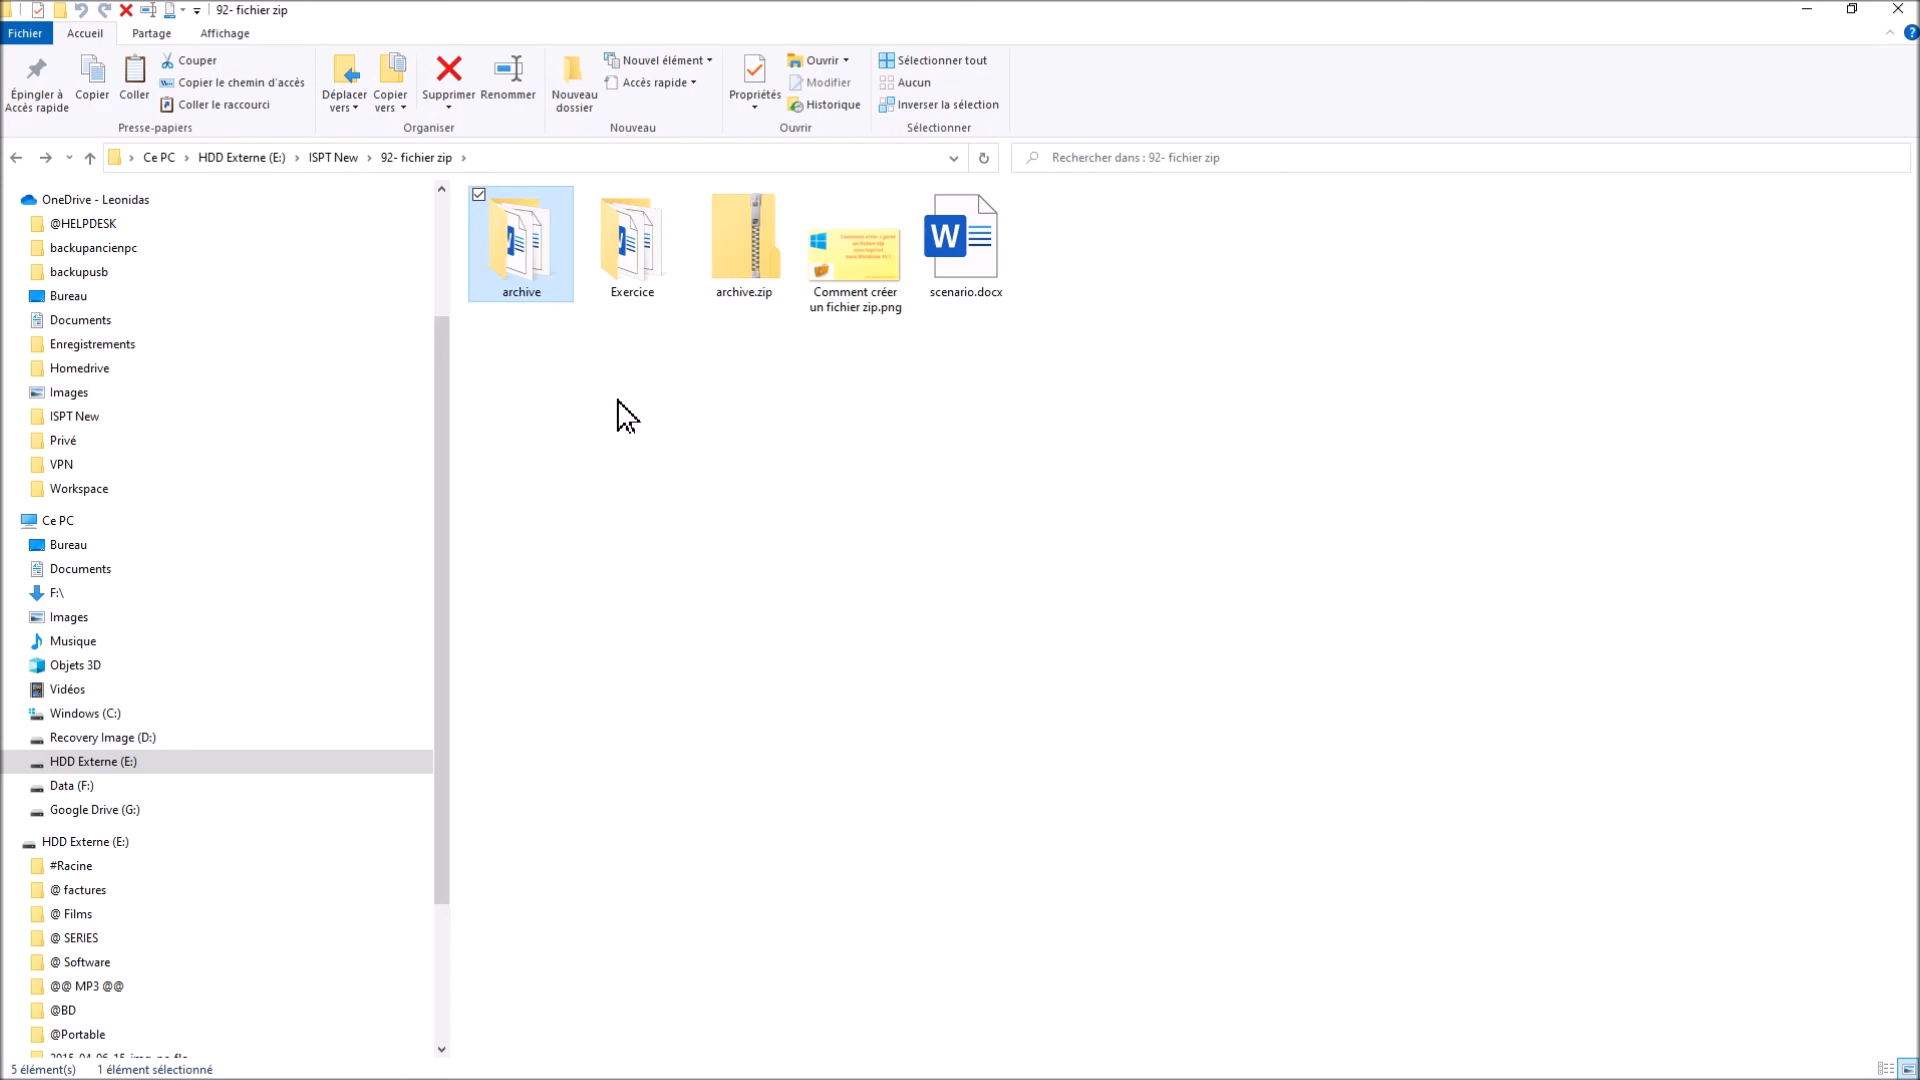 92- fichier zip
Fichier
Accueil
Partage
Affichage
Épingler à
Accès rapide
Copier
Coller
Couper
Copier le chemin d'accès
Coller le raccourci
Presse-papiers
Déplacer
vers
Copier
vers
Supprimer
Renommer
Organiser
Nouveau
dossier
Nouvel élément
Accès rapide
Nouveau
Propriétés
Ouvrir
Modifier
Historique
Ouvrir
Sélectionner tout
Aucun
Inverser la sélection
Sélectionner
Ce PC > HDD Externe (E:) > ISPT New > 92- fichier zip >
Rechercher dans : 92- fichier zip
OneDrive - Leonidas
@HELPDESK
backupancienpc
backupusb
Bureau
Documents
Enregistrements
Homedrive
Images
ISPT New
Privé
VPN
Workspace
Ce PC
Bureau
Documents
F:\
Images
Musique
Objets 3D
Vidéos
Windows (C:)
Recovery Image (D:)
HDD Externe (E:)
Data (F:)
Google Drive (G:)
HDD Externe (E:)
#Racine
@ factures
@ Films
@ SERIES
@ Software
@@ MP3 @@
@BD
@Portable
archive
Exercice
archive.zip
Comment créer
un fichier zip.png
scenario.docx
5 élément(s)
1 élément sélectionné